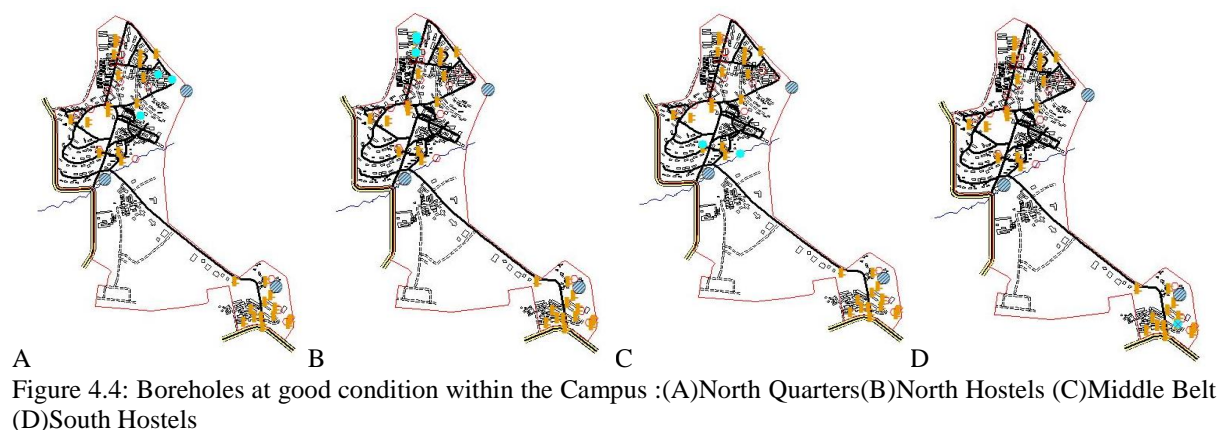 A B C D
Figure 4.4: Boreholes at good condition within the Campus :(A)North Quarters(B)North Hostels (C)Middle Belt
(D)South Hostels